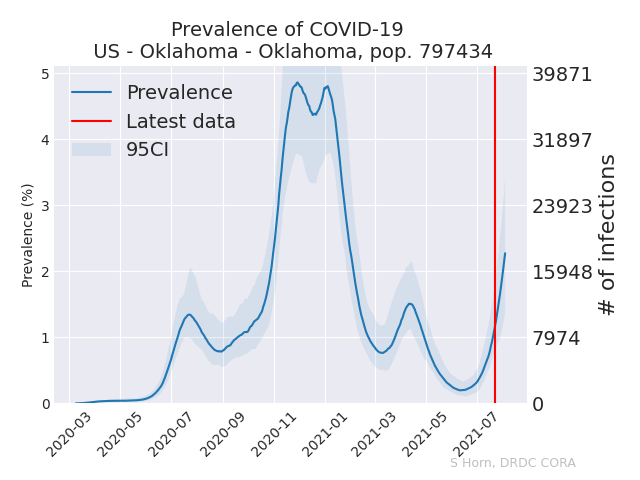 Prevalence of COVID-19
US - Oklahoma - Oklahoma, pop. 797434
Prevalence
Latest data
95CI
Prevalence (%)
5
4
3
2
1
0
39871
31897
23923
15948
7974
0
# of infections
2020-03
2020-05
2020-07
2020-09
2020-11
2021-01
2021-03
2021-05
2021-07
S Horn, DRDC CORA